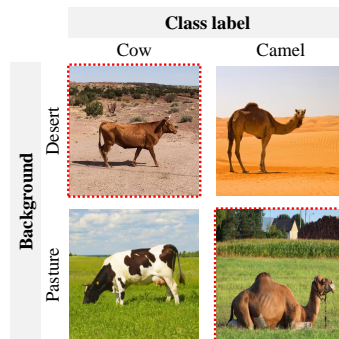 Class label
Cow
Camel
Background
Desert
Pasture